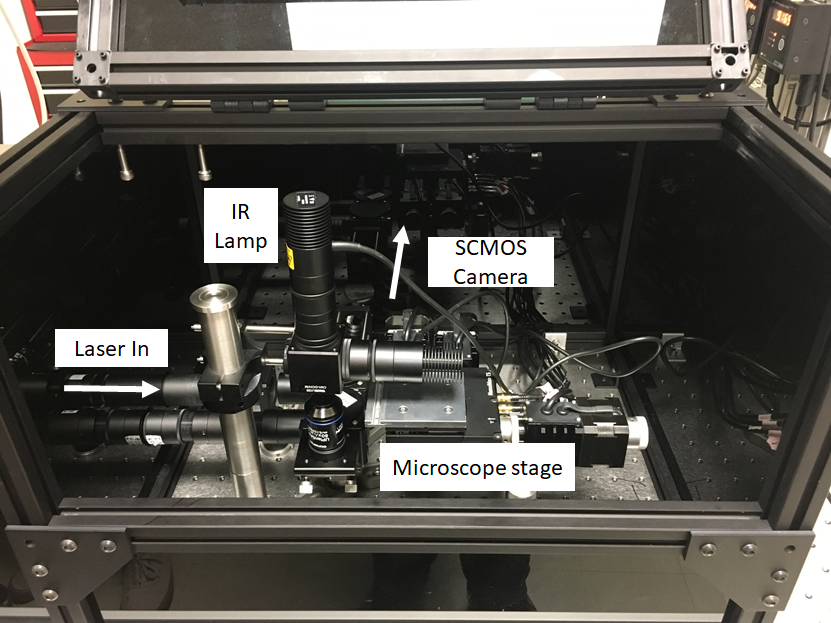 IR
Lamp
SCMOS
Camera
Laser In
Microscope stage